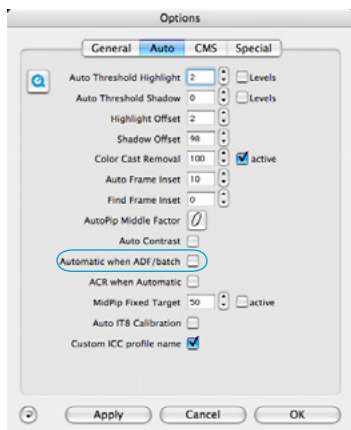 Options
General Auto CMS Special
Auto Threshold Highlight 2 Levels
Auto Threshold Shadow 0 Levels
Highlight Offset 2
Shadow Offset 98
Color Cast Removal 100 active
Auto Frame Inset 10
Find Frame Inset 0
AutoPip Middle Factor 0
Auto Contrast
Automatic when ADF/batch
ACR when Automatic
MidPip Fixed Target 50 active
Auto IT8 Calibration
Custom ICC profile name
Apply Cancel OK